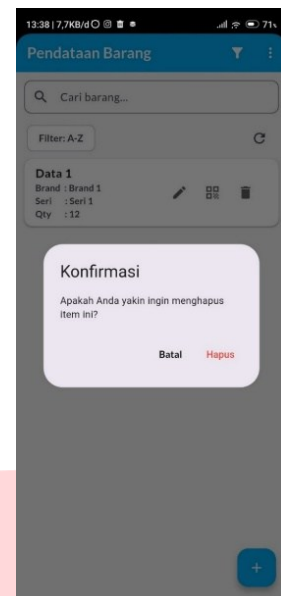 13:38 | 7,7KB/d 71
Pendataan Barang
Cari barang...
Filter: A-Z
Data 1
Brand : Brand 1
Seri : Seri 1
Qty : 12
Konfirmasi
Apakah Anda yakin ingin menghapus
item ini?
Batal Hapus